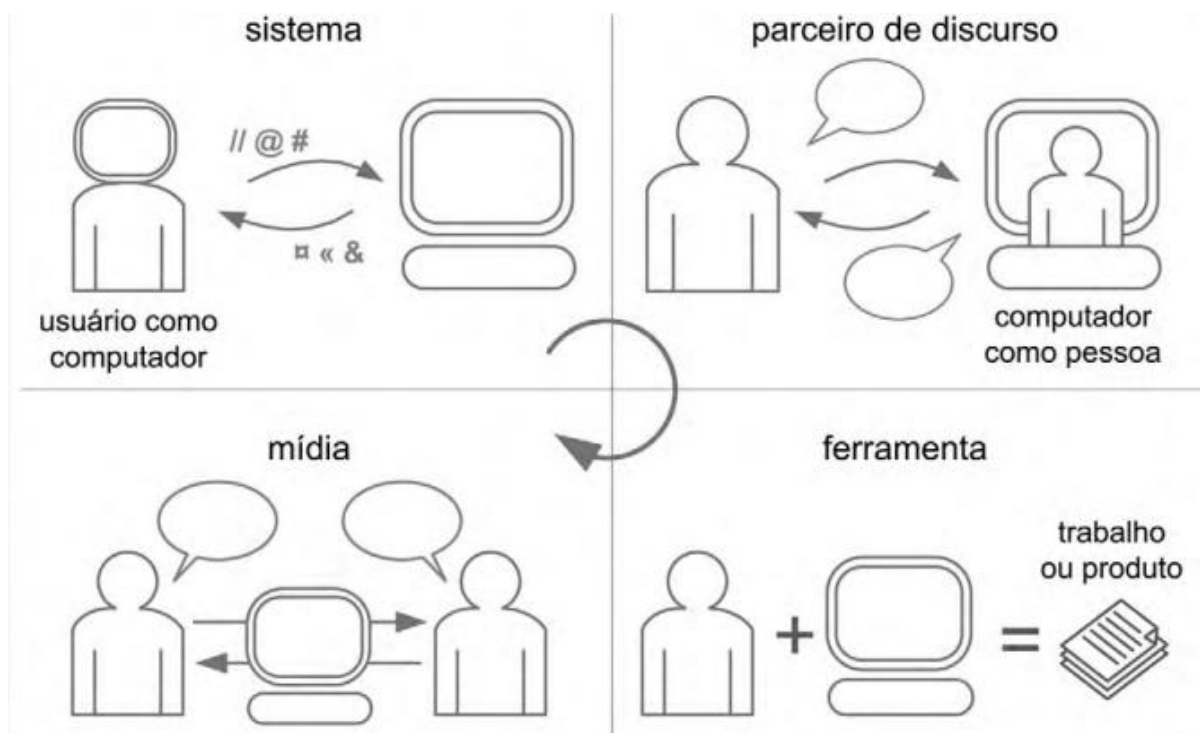 sistema
// @ #
¤ « &
usuário como
computador
parceiro de discurso
computador
como pessoa
mídia
ferramenta
+
=
trabalho
ou produto